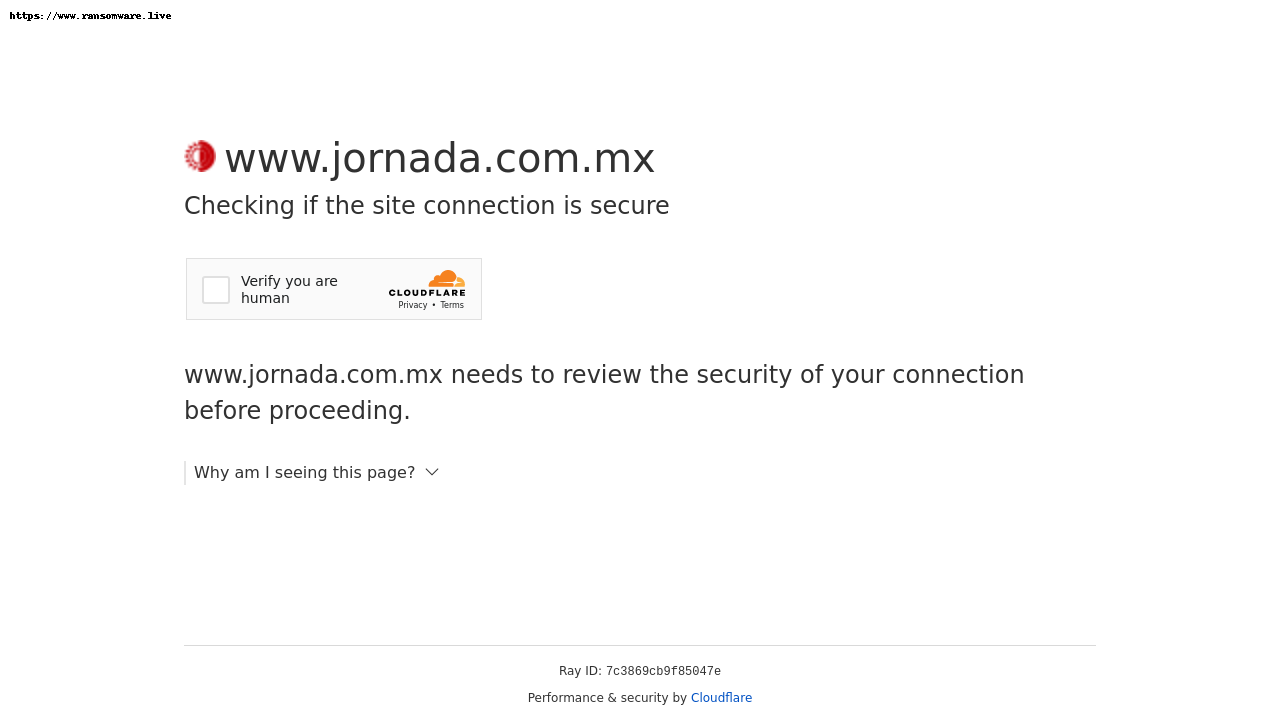 https://www.ransomware.live
www.jornada.com.mx
Checking if the site connection is secure
Verify you are
human
CLOUDFLARE
Privacy • Terms
www.jornada.com.mx needs to review the security of your connection
before proceeding.
Why am I seeing this page?
Ray ID: 7c3869cb9f85047e
Performance & security by Cloudflare